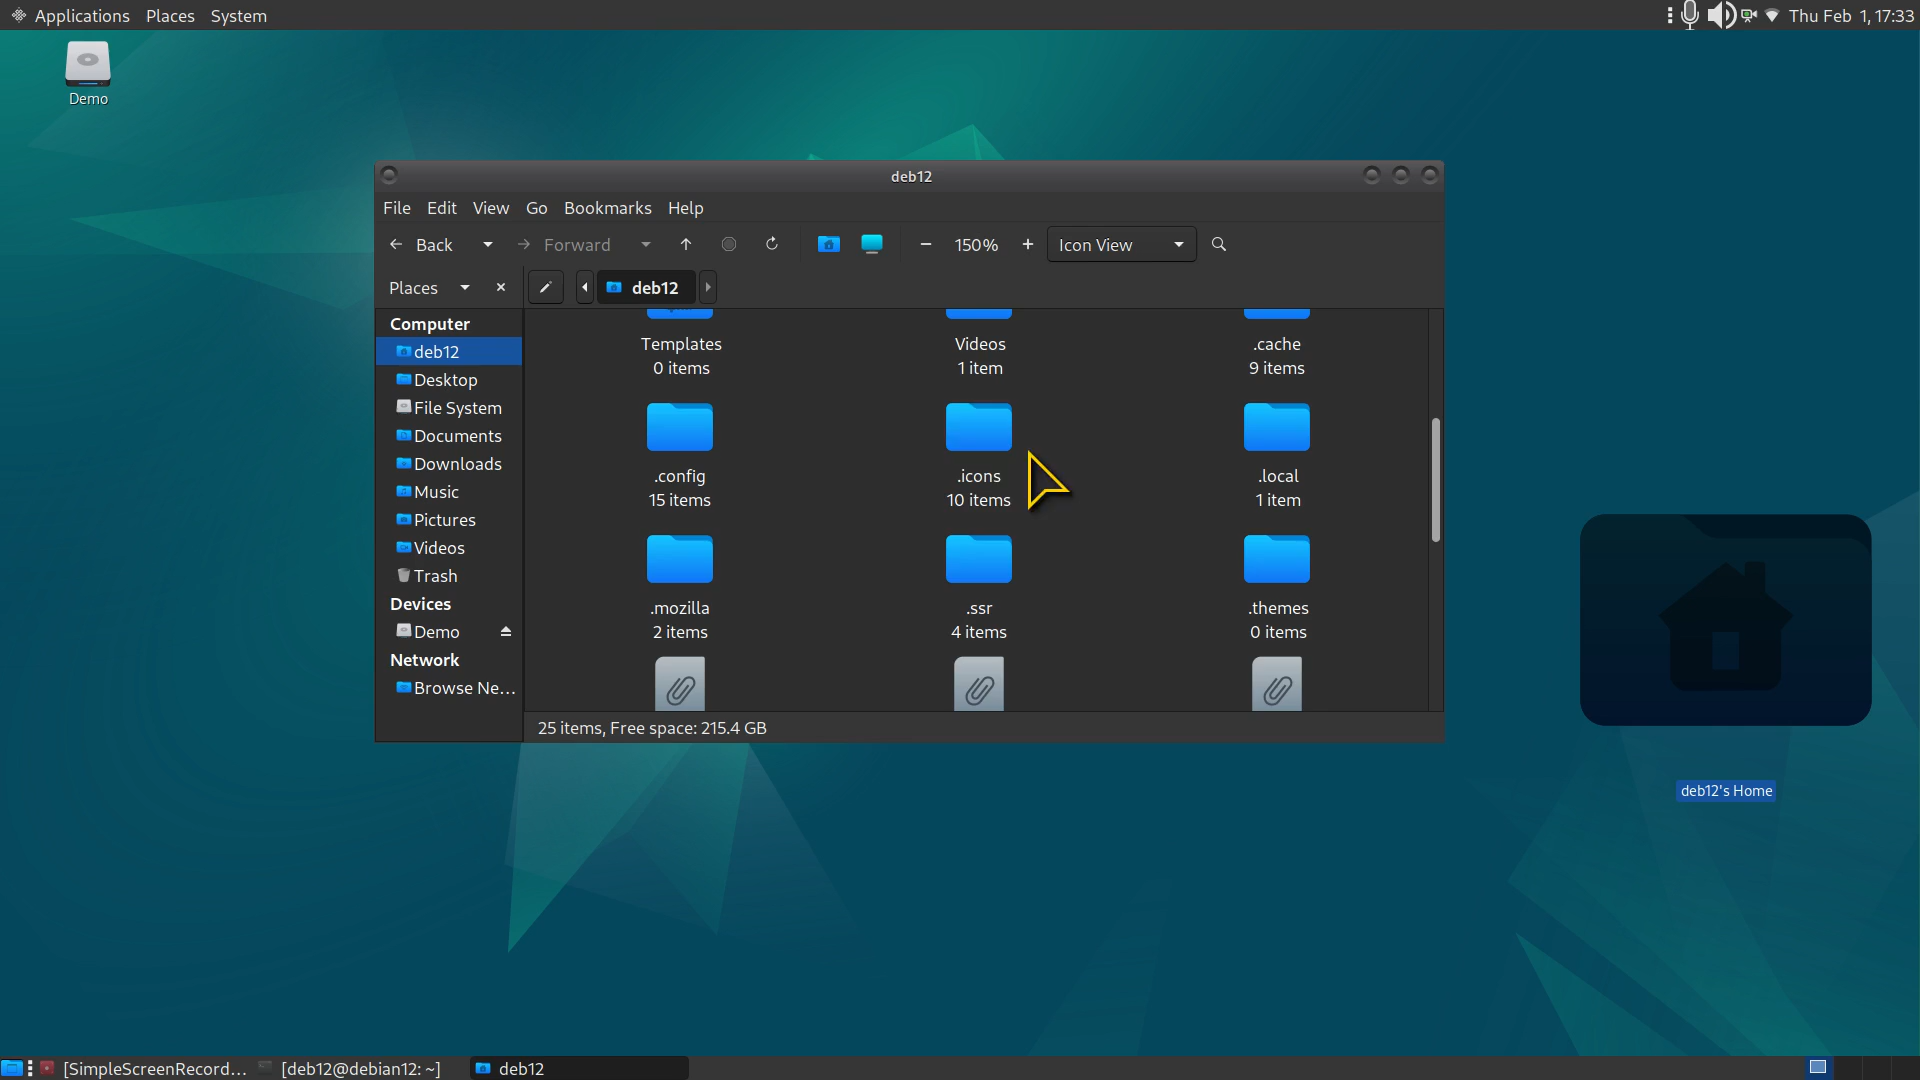 Applications Places System
Thu Feb 1, 17:33
Demo
deb12
File Edit View Go Bookmarks Help
Back Forward 150% Icon View
Places deb12
Computer
deb12
Desktop
File System
Documents
Downloads
Music
Pictures
Videos
Trash
Devices
Demo
Network
Browse Ne...
Templates Videos .cache
0 items 1 item 9 items
.config .icons .local
15 items 10 items 1 item
.mozilla .ssr .themes
2 items 4 items 0 items
25 items, Free space: 215.4 GB
deb12's Home
[SimpleScreenRecord... [deb12@debian12: ~] deb12